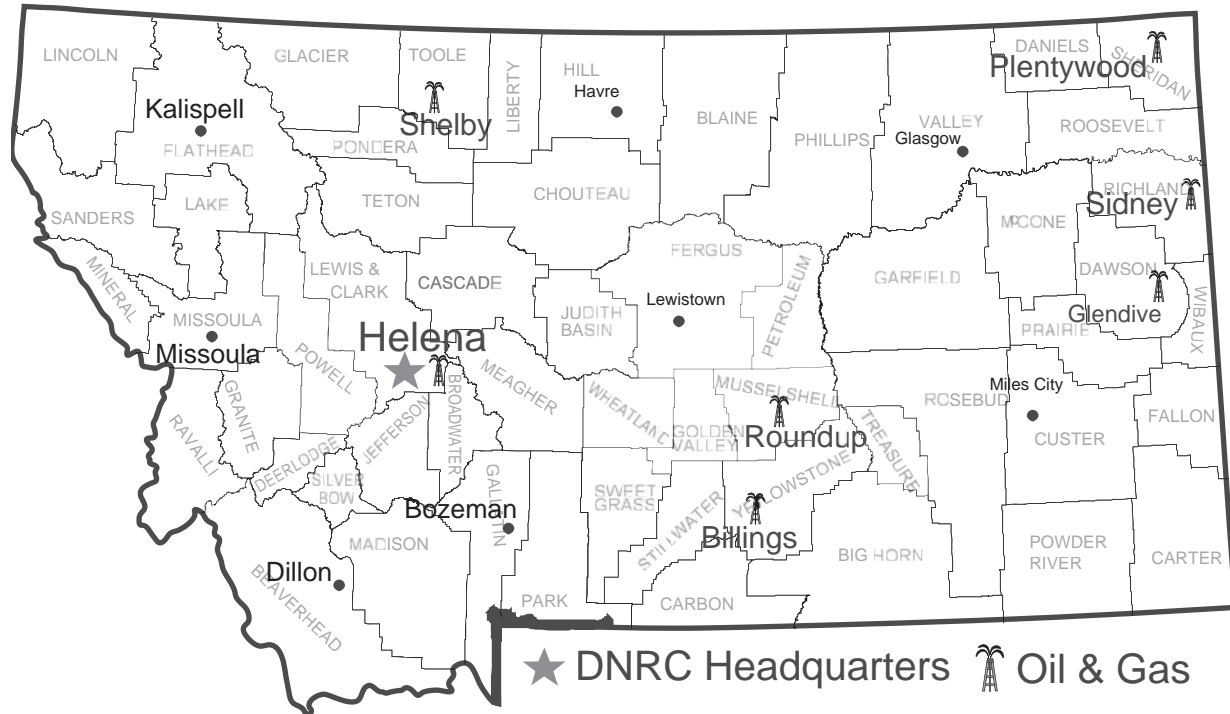 LINCOLN
GLACIER
TOOLE
LIBERTY
HILL
Havre
BLAINE
PHILLIPS
VALLEY
Glasgow
DANIELS
SHERIDAN
Plentywood
ROOSEVELT
Kalispell
FLATHEAD
Shelby
PONDERA
SANDERS
LAKE
TETON
CHOUTEAU
RICHLAND
Sidney
MCONE
MINERAL
LEWIS &
CLARK
CASCADE
FERGUS
PETROLEUM
GARFIELD
DAWSON
WIBAUX
MISSOULA
Missoula
POWELL
Helena
JUDITH
BASIN
Lewistown
Glendive
PRAIRIE
RAVALLI
GRANITE
DEERLODGE
JEFFERSON
BROADWATER
MEAGHER
WHEATLAND
GOLDEN
VALLEY
MUSSELSHELL
Roundup
TREASURE
ROSEBUD
Miles City
CUSTER
FALLON
SILVER
BOW
GALLATIN
Bozeman
SWEET
GRASS
STILLWATER
YELLOWSTONE
Billings
MADISON
Dillon
BEAVERHEAD
PARK
CARBON
BIG HORN
POWDER
RIVER
CARTER
DNRC Headquarters
Oil & Gas